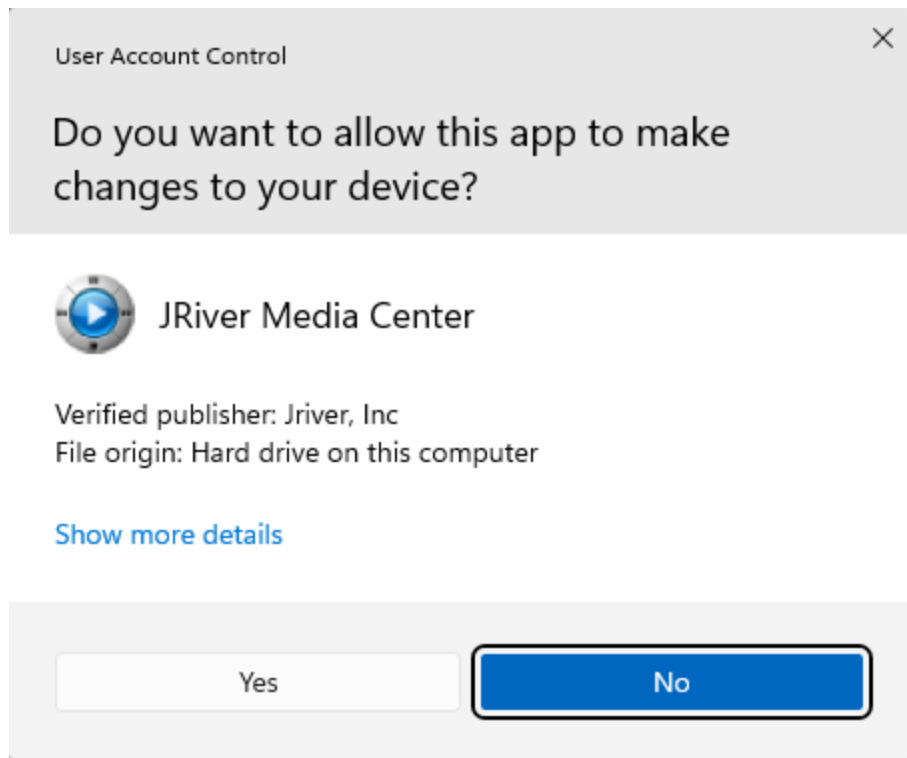 User Account Control
Do you want to allow this app to make
changes to your device?
JRiver Media Center
Verified publisher: Jriver, Inc
File origin: Hard drive on this computer
Show more details
Yes
No